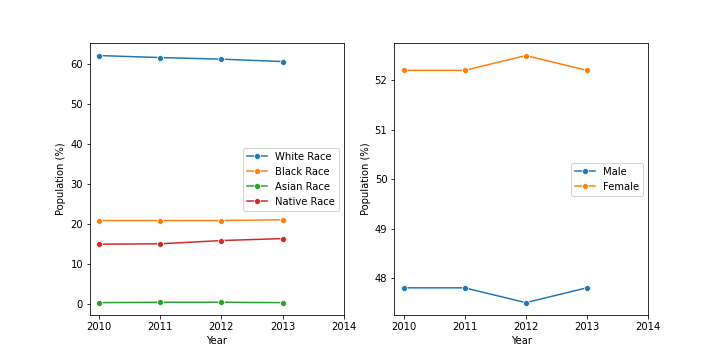 60
50
40
30
20
10
0
Population (%)
2010 2011 2012 2013 2014
Year
White Race
Black Race
Asian Race
Native Race
52
51
50
49
48
Population (%)
2010 2011 2012 2013 2014
Year
Male
Female